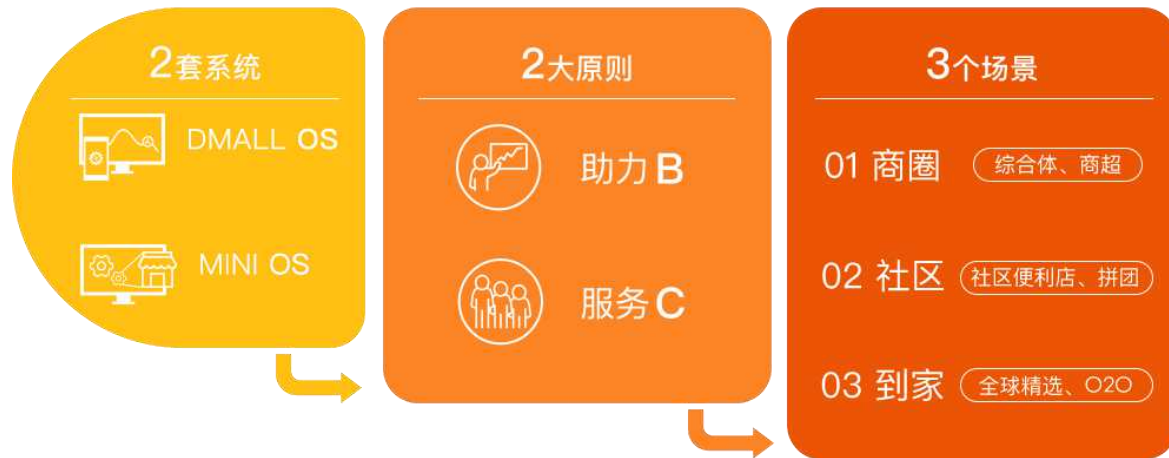 2套系统
DMALL OS
MINI OS
2大原则
助力B
服务C
3个场景
01 商圈 综合体、商超
02 社区 社区便利店、拼团
03 到家 全球精选、O2O